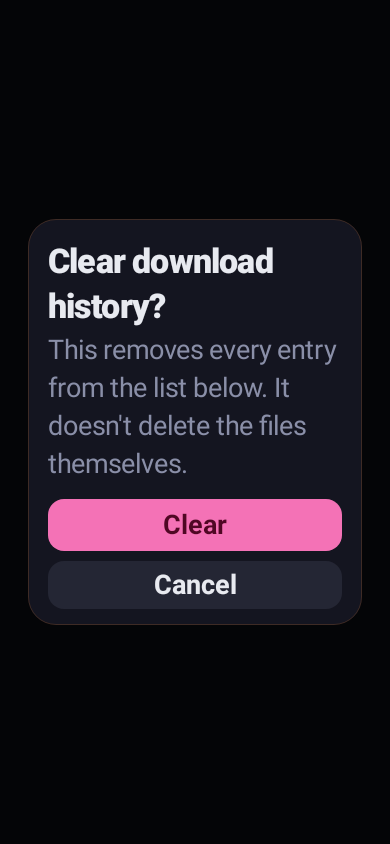 Clear download
history?
This removes every entry
from the list below. It
doesn't delete the files
themselves.
Clear
Cancel